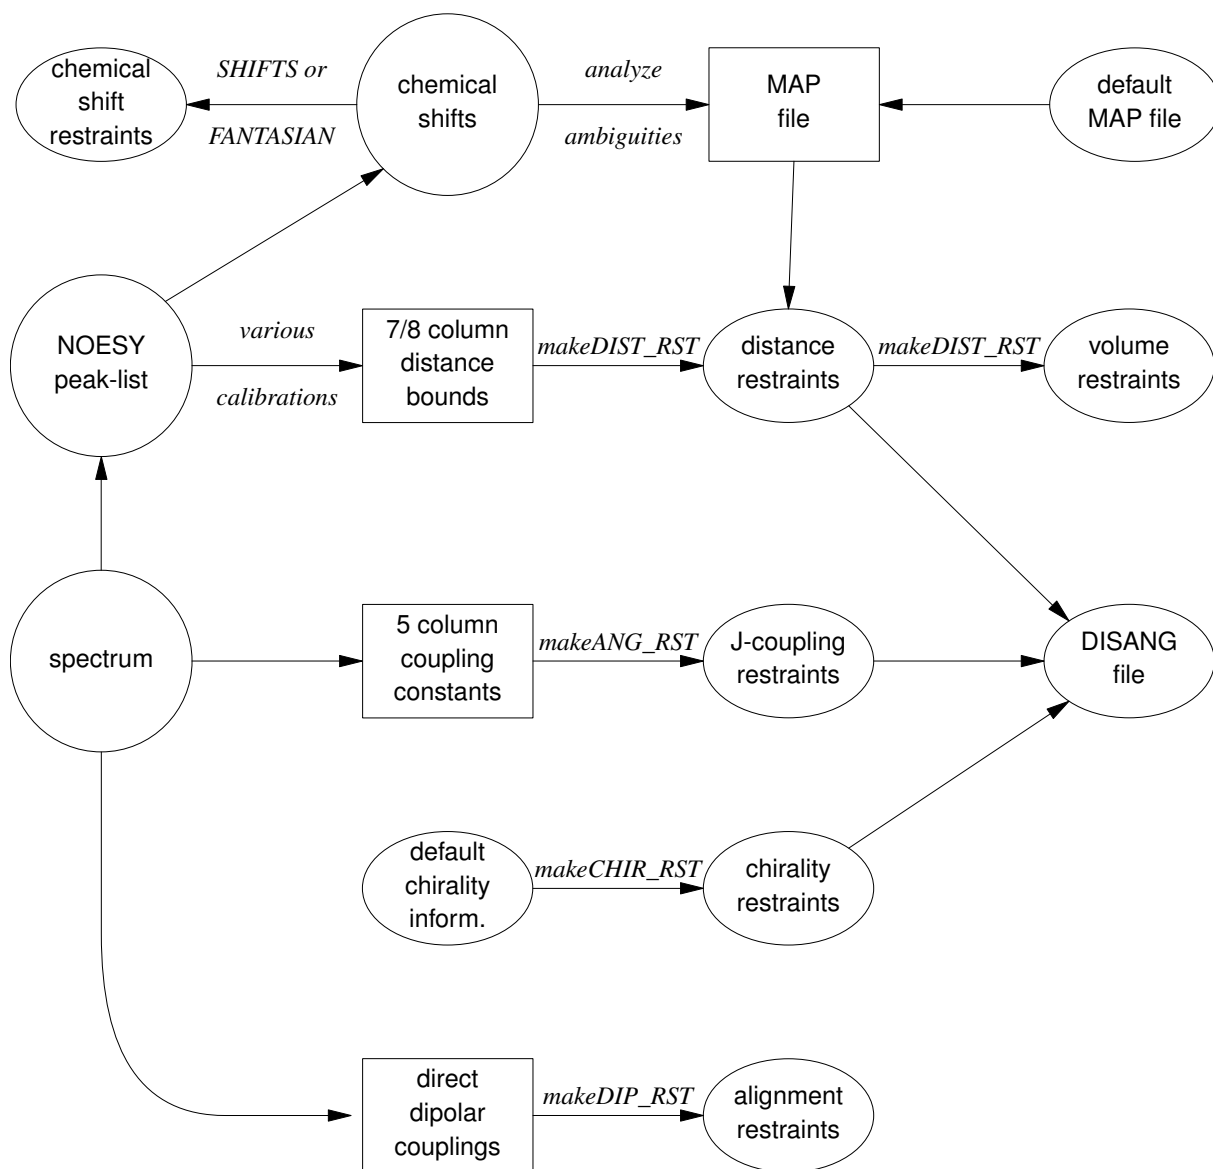 chemical
shift
restraints
SHIFTS or
FANTASIAN
chemical
shifts
analyze
ambiguities
MAP
file
default
MAP file
NOESY
peak-list
various
calibrations
7/8 column
distance
bounds
makeDIST_RST
distance
restraints
makeDIST_RST
volume
restraints
spectrum
5 column
coupling
constants
makeANG_RST
J-coupling
restraints
DISANG
file
default
chirality
inform.
makeCHIR_RST
chirality
restraints
direct
dipolar
couplings
makeDIP_RST
alignment
restraints